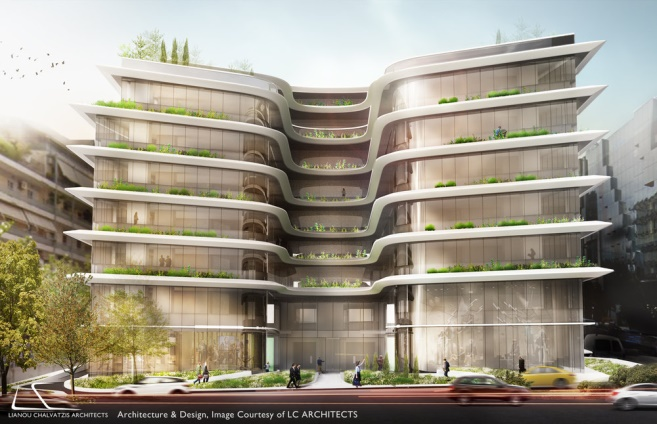 LIANOU CHALVATZIS ARCHITECTS
Architecture & Design, Image Courtesy of LC ARCHITECTS